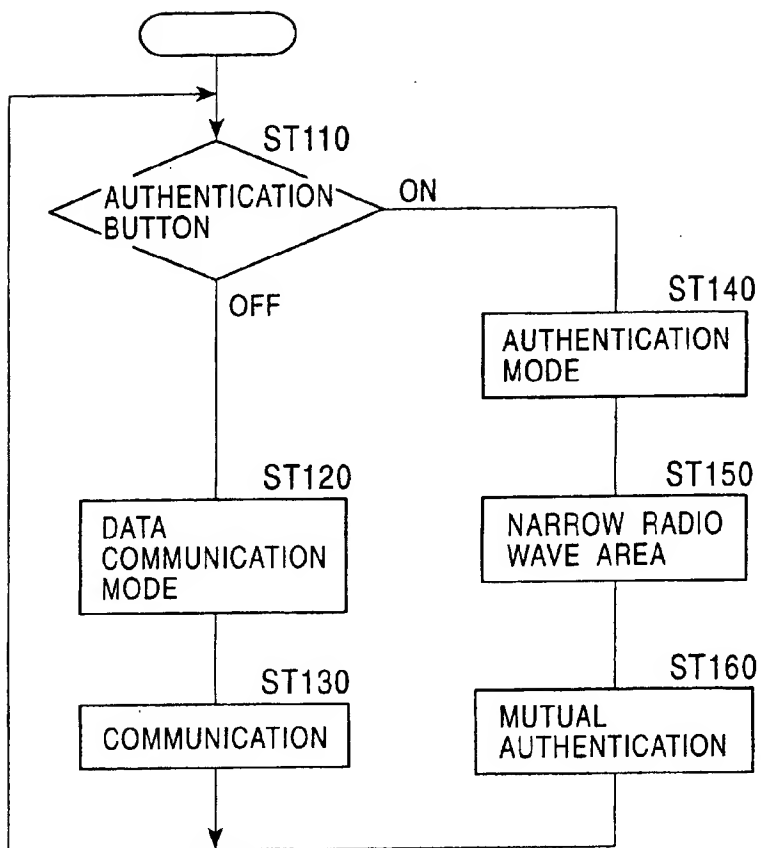 ST110
AUTHENTICATION
BUTTON
ON
OFF
ST140
AUTHENTICATION
MODE
ST120
DATA
COMMUNICATION
MODE
ST150
NARROW RADIO
WAVE AREA
ST130
COMMUNICATION
ST160
MUTUAL
AUTHENTICATION